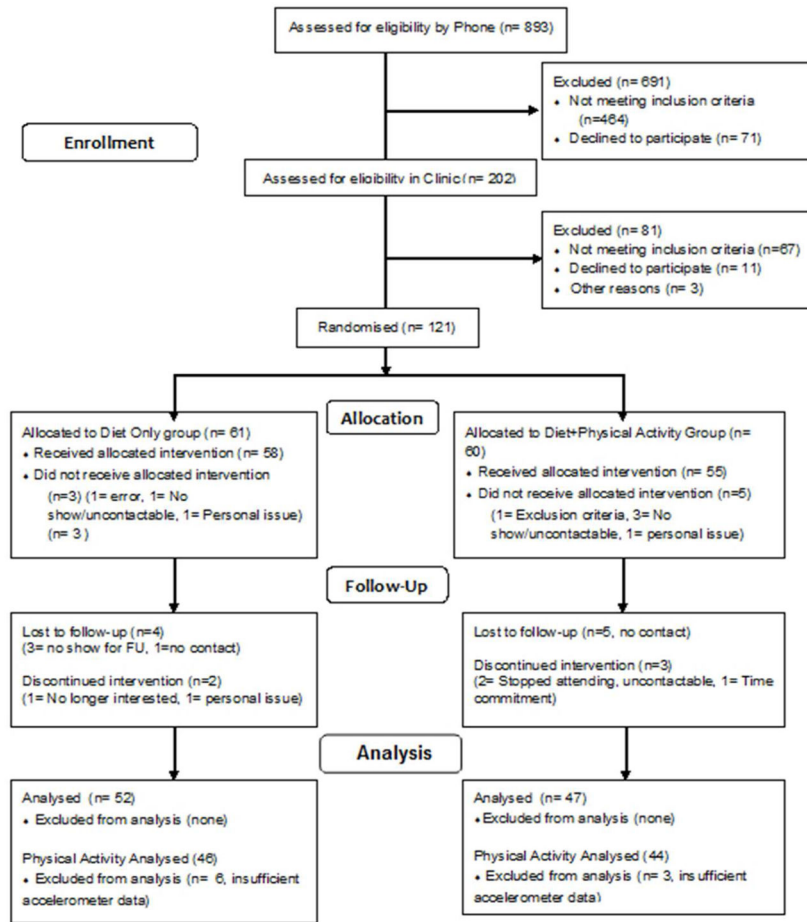 Assessed for eligibility by Phone (n= 893)
Excluded (n= 691)
• Not meeting inclusion criteria
(n=464)
• Declined to participate (n= 71)
Enrollment
Assessed for eligibility in Clinic (n= 202)
Excluded (n= 81)
• Not meeting inclusion criteria (n=67)
• Declined to participate (n= 11)
• Other reasons (n= 3)
Randomised (n= 121)
Allocation
Allocated to Diet Only group (n= 61)
• Received allocated intervention (n= 58)
• Did not receive allocated intervention
(n=3) (1= error, 1= No
show/uncontactable, 1= Personal issue)
(n= 3 )
Allocated to Diet+Physical Activity Group (n=
60)
• Received allocated intervention (n= 55)
• Did not receive allocated intervention (n=5)
(1= Exclusion criteria, 3= No
show/uncontactable, 1= personal issue)
Follow-Up
Lost to follow-up (n=4)
(3= no show for FU, 1=no contact)
Discontinued intervention (n=2)
(1= No longer interested, 1= personal issue)
Lost to follow-up (n=5, no contact)
Discontinued intervention (n=3)
(2= Stopped attending, uncontactable, 1= Time
commitment)
Analysis
Analysed (n= 52)
• Excluded from analysis (none)
Physical Activity Analysed (46)
• Excluded from analysis (n= 6, insufficient
accelerometer data)
Analysed (n= 47)
• Excluded from analysis (none)
Physical Activity Analysed (44)
• Excluded from analysis (n= 3, insufficient
accelerometer data)